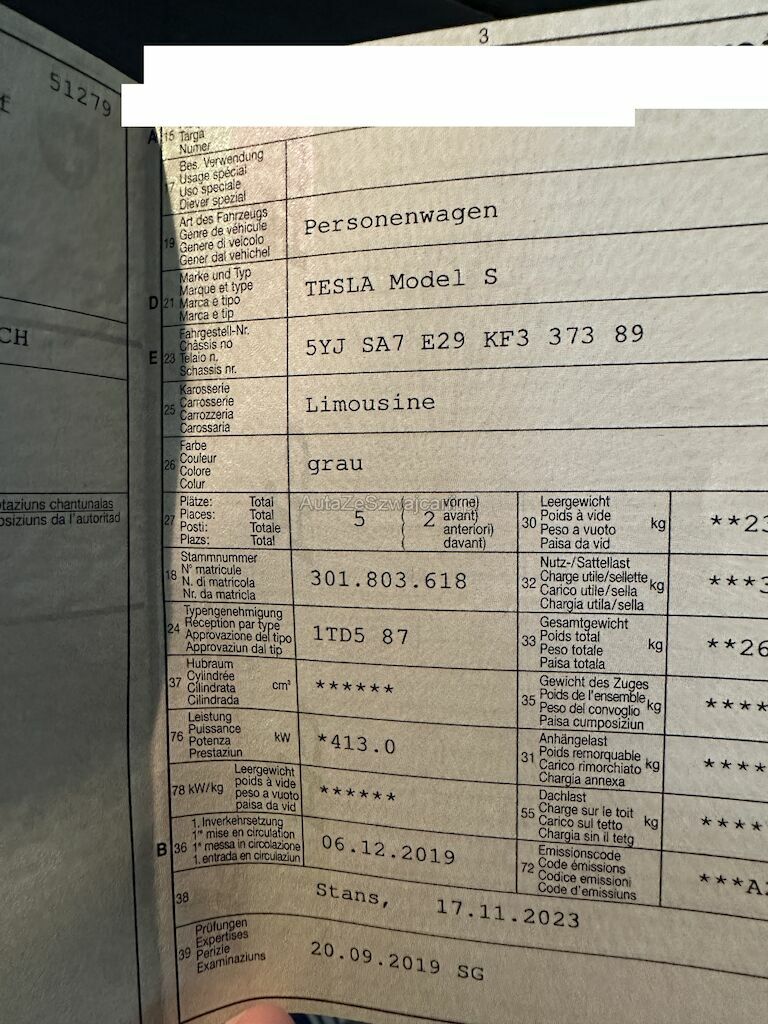 3
51279
CH
taziuns chantunalas
osiziuns da l'autoritad
A 15 Targa
Numer
Bes. Verwendung
17 Usage spécial
Uso speciale
Diever spezial
Art des Fahrzeugs
19 Genre de véhicule
Genere di veicolo
Gener dal vehichel
Personenwagen
Marke und Typ
D 21 Marque et type
Marca e tipo
Marca e tip
TESLA Model S
Fahrgestell-Nr.
E 23 Châssis no
Telaio n.
Schassis nr.
5YJ SA7 E29 KF3 373 89
Karosserie
25 Carrosserie
Carrozzeria
Carossaria
Limousine
Farbe
26 Couleur
Colore
Colur
grau
27 Plätze: Total
Places: Total
Posti: Totale
Plazs: Total
5 ( 2 vorne)
avant)
anteriori)
davant)
AutaZeSzwajcar
30 Leergewicht
Poids à vide kg
Peso a vuoto
Paisa da vid
**23
18 Stammnummer
N° matricule
N. di matricola
Nr. da matricla
301.803.618
32 Nutz-/Sattellast
Charge utile/sellette kg
Carico utile/sella
Chargia utila/sella
***3
24 Typengenehmigung
Réception par type
Approvazione del tipo
Approvaziun dal tip
1TD5 87
33 Gesamtgewicht
Poids total kg
Peso totale
Paisa totala
**26
37 Hubraum
Cylindrée cm³
Cilindrata
Cilindrada
******
35 Gewicht des Zuges
Poids de l'ensemble kg
Peso del convoglio
Paisa cumposiziun
****
76 Leistung
Puissance kW
Potenza
Prestaziun
*413.0
31 Anhängelast
Poids remorquable kg
Carico rimorchiato
Chargia annexa
****
78 kW/kg Leergewicht
poids à vide
peso a vuoto
paisa da vid
******
55 Dachlast
Charge sur le toit kg
Carico sul tetto
Chargia sin il tetg
****
B 36 1. Inverkehrsetzung
1re mise en circulation
1a messa in circolazione
1. entrada en circulaziun
06.12.2019
72 Emissionscode
Code émissions
Codice emissioni
Code d'emissiuns
***A
38 Stans, 17.11.2023
39 Prüfungen
Expertises
Perizie
Examinaziuns
20.09.2019 SG